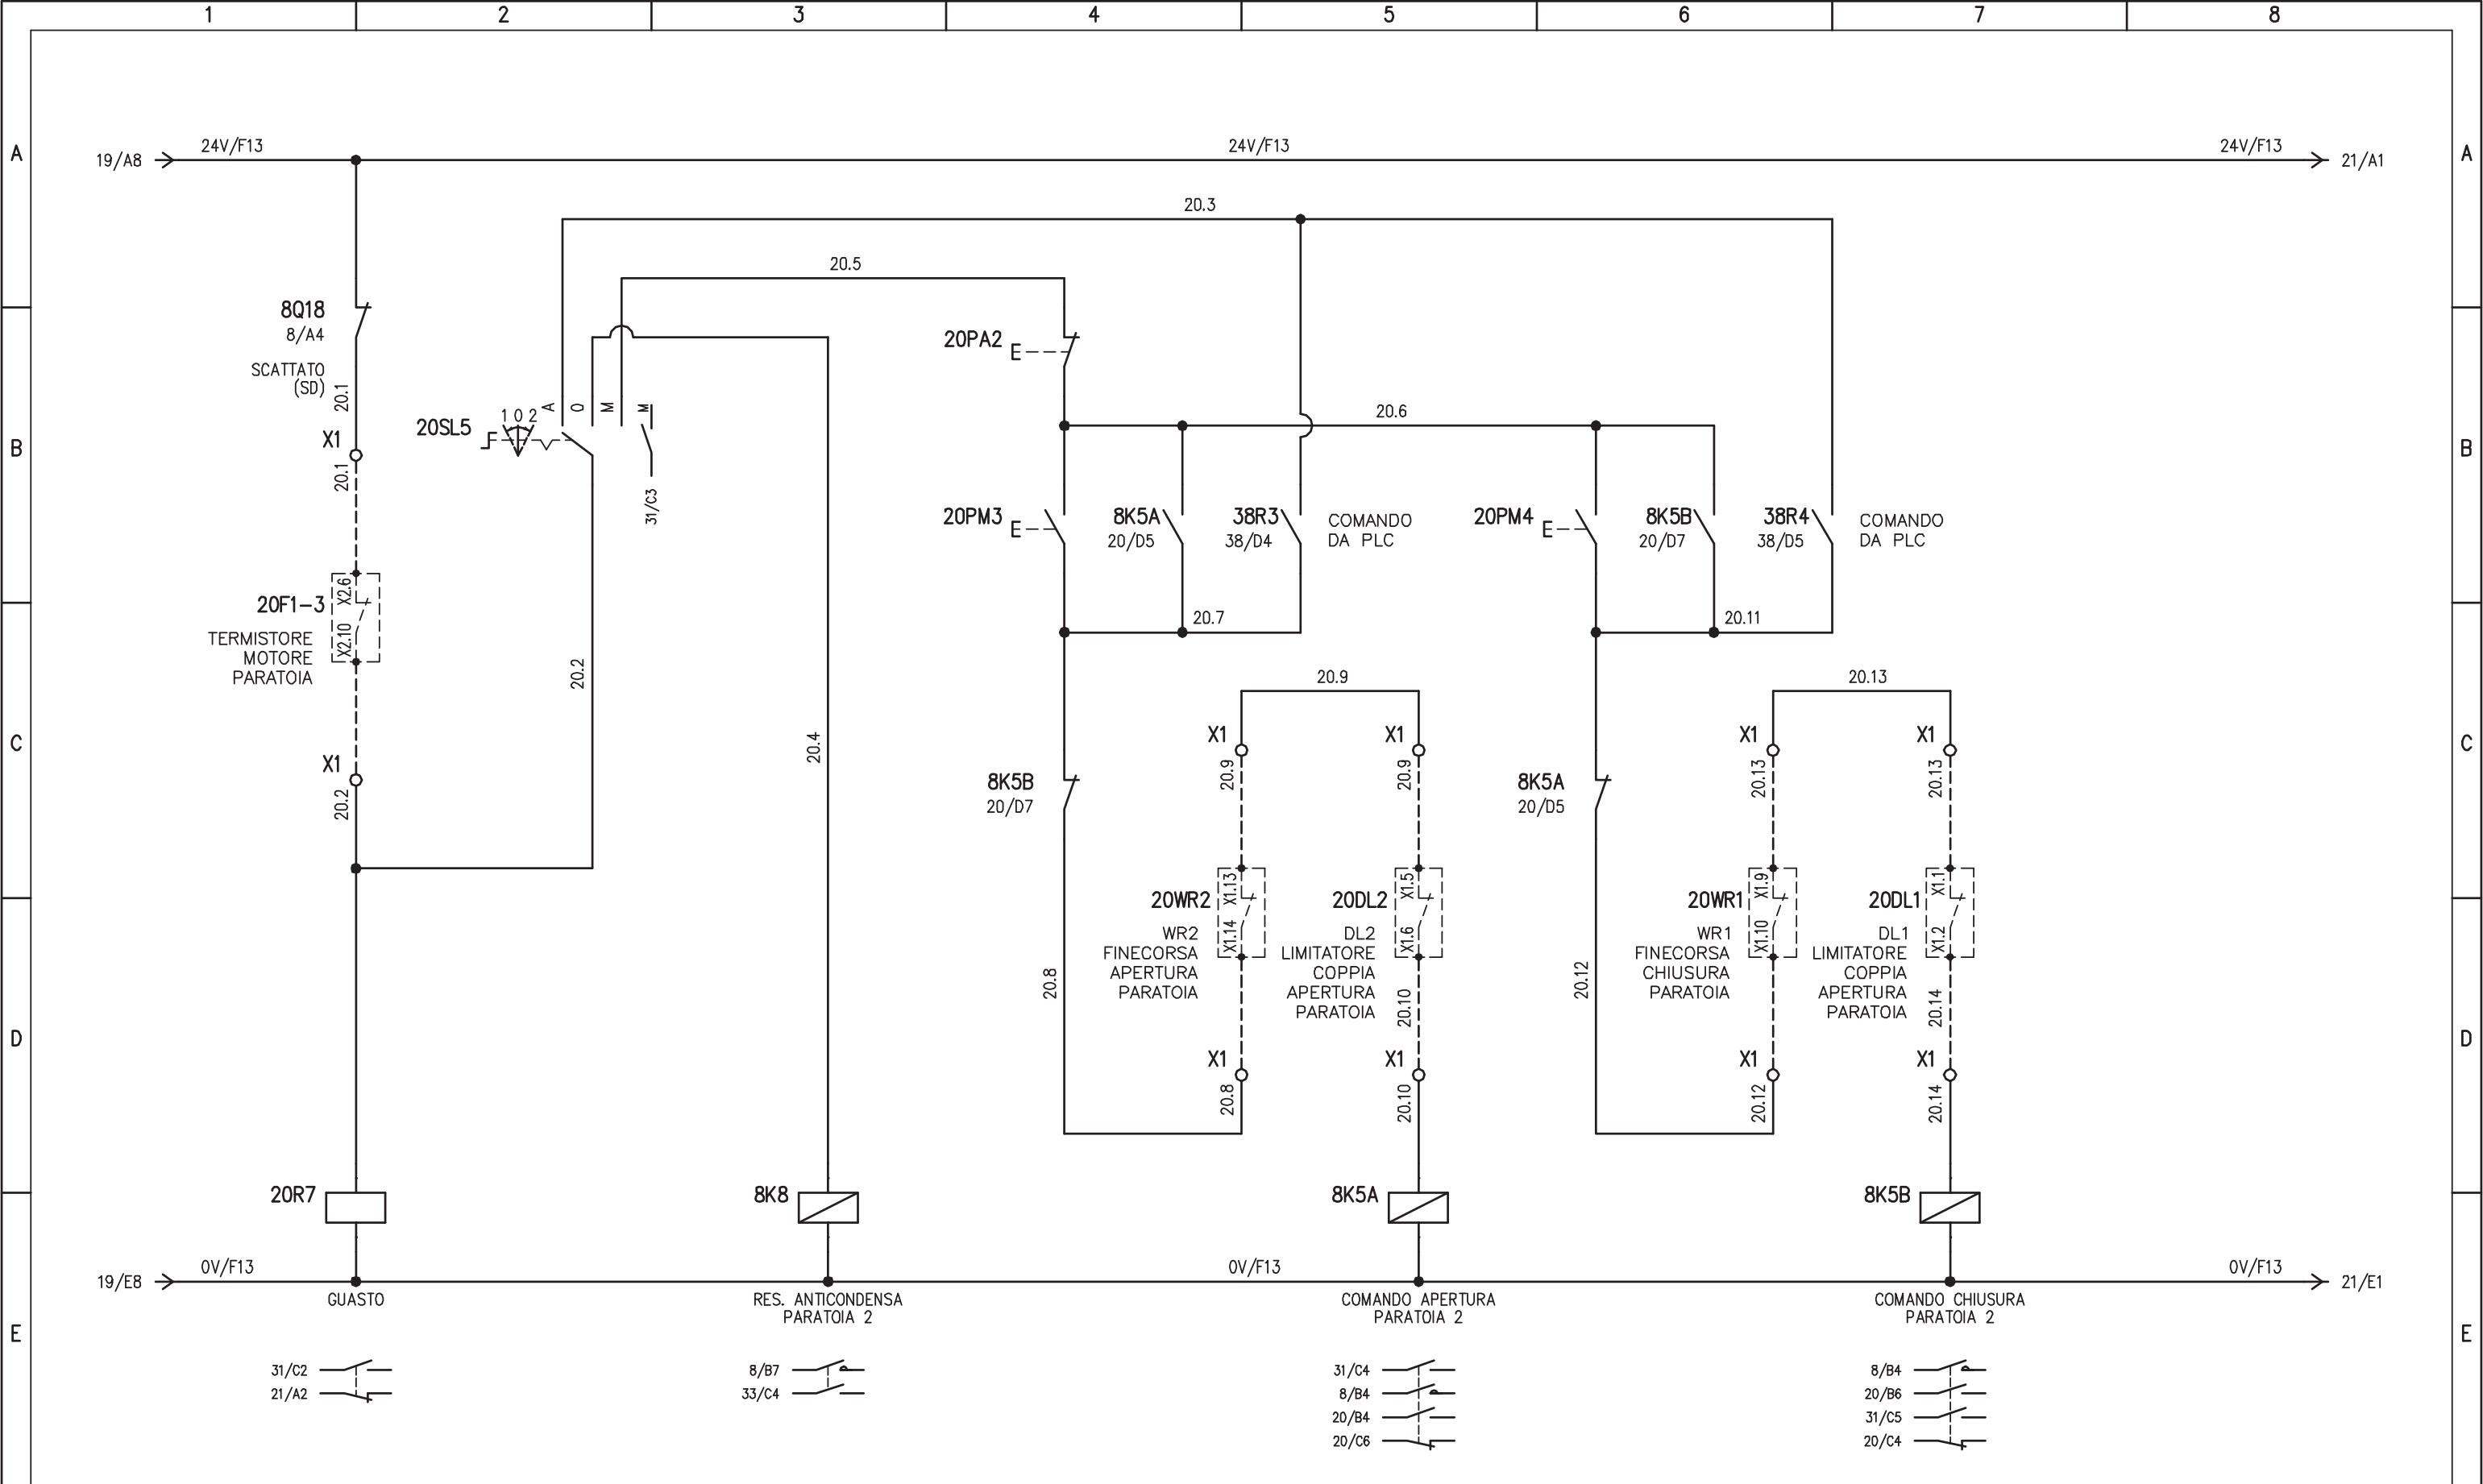 1 2 3 4 5 6 7 8
A A
19/A8 24V/F13 24V/F13 24V/F13 21/A1
20.3
20.5
8Q18
8/A4
SCATTATO
(SD)
20.1
X1
20.1
20SL5
1 0 2
A 0 M M
31/C3
20PA2
E
20.6
B B
20PM3
E
8K5A
20/D5
38R3
38/D4
COMANDO
DA PLC
20PM4
E
8K5B
20/D7
38R4
38/D5
COMANDO
DA PLC
20F1-3
X2.6
X2.10
TERMISTORE
MOTORE
PARATOIA
20.7
20.11
20.2
20.4
20.9
20.13
C C
X1
20.2
8K5B
20/D7
X1
20.9
X1
20.9
8K5A
20/D5
X1
20.13
X1
20.13
20WR2
X1.13
X1.14
WR2
FINECORSA
APERTURA
PARATOIA
20DL2
X1.5
X1.6
DL2
LIMITATORE
COPPIA
APERTURA
PARATOIA
20WR1
X1.9
X1.10
WR1
FINECORSA
CHIUSURA
PARATOIA
20DL1
X1.1
X1.2
DL1
LIMITATORE
COPPIA
APERTURA
PARATOIA
20.8
20.10
20.12
20.14
D D
X1
20.8
X1
20.10
X1
20.12
X1
20.14
20R7
8K8
8K5A
8K5B
19/E8 0V/F13 0V/F13 0V/F13 21/E1
GUASTO
RES. ANTICONDENSA
PARATOIA 2
COMANDO APERTURA
PARATOIA 2
COMANDO CHIUSURA
PARATOIA 2
E E
31/C2
21/A2
8/B7
33/C4
31/C4
8/B4
20/B4
20/C6
8/B4
20/B6
31/C5
20/C4